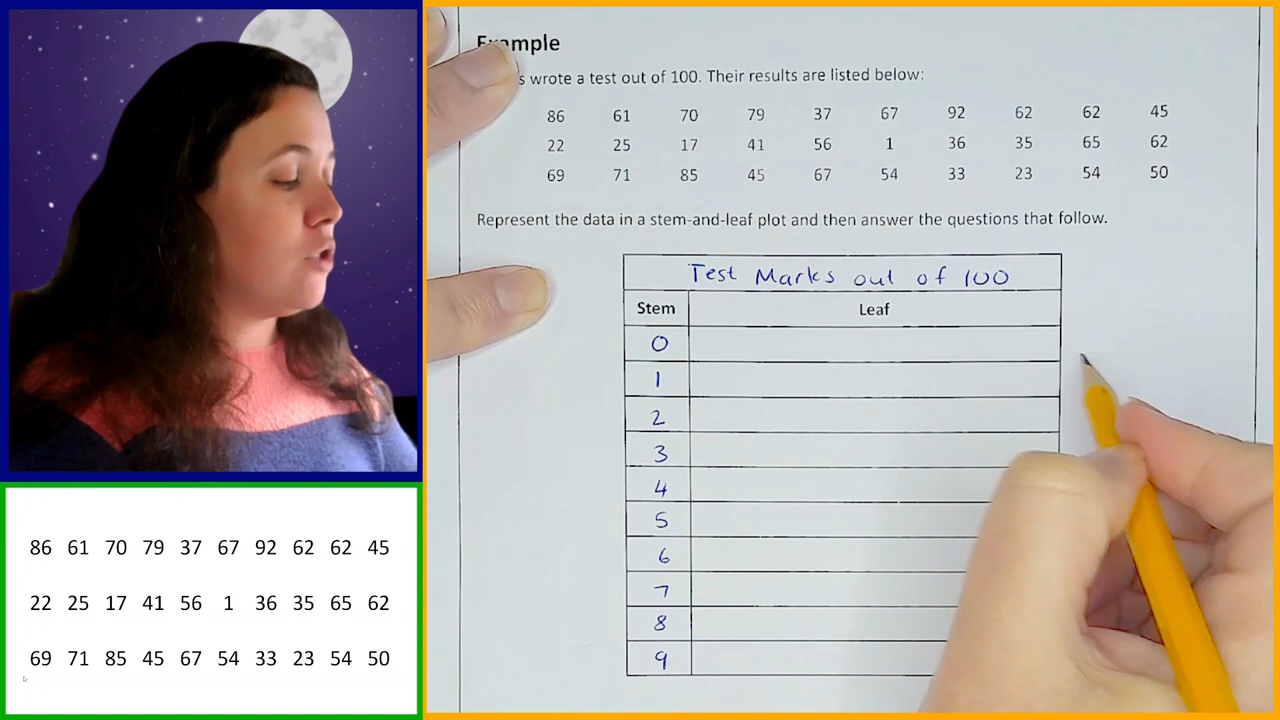 Example
s wrote a test out of 100. Their results are listed below:
86 61 70 79 37 67 92 62 62 45
22 25 17 41 56 1 36 35 65 62
69 71 85 45 67 54 33 23 54 50
Represent the data in a stem-and-leaf plot and then answer the questions that follow.
Test Marks out of 100
Stem Leaf
0
1
2
3
4
5
6
7
8
9
86 61 70 79 37 67 92 62 62 45
22 25 17 41 56 1 36 35 65 62
69 71 85 45 67 54 33 23 54 50